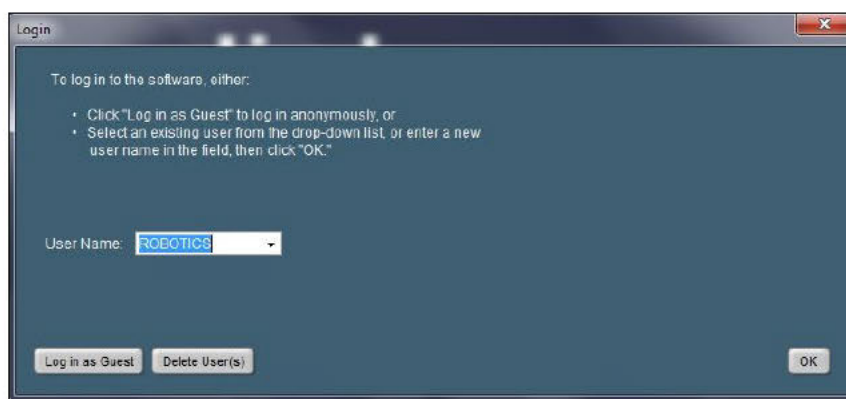 Login
To log in to the software, either:
• Click "Log in as Guest" to log in anonymously, or
• Select an existing user from the drop-down list, or enter a new
user name in the field, then click "OK."
User Name: ROBOTICS
Log in as Guest Delete User(s) OK